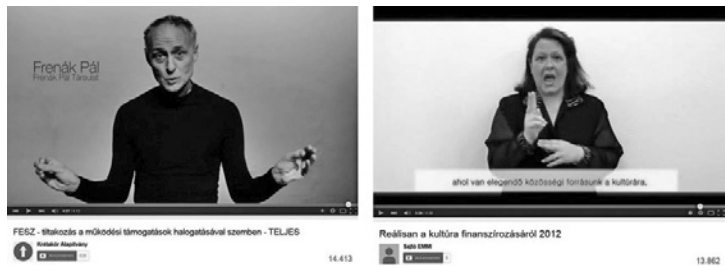 Frenák Pál
Frenák Pál Társulat
FESZ - tiltakozás a működési támogatások halogatásával szemben - TELJES
Krétakör Alapítvány
14.413
ahol van elegendő közösségi forrásunk a kultúrára,
Reálisan a kultúra finanszírozásáról 2012
Sajtó EMMI
13.862